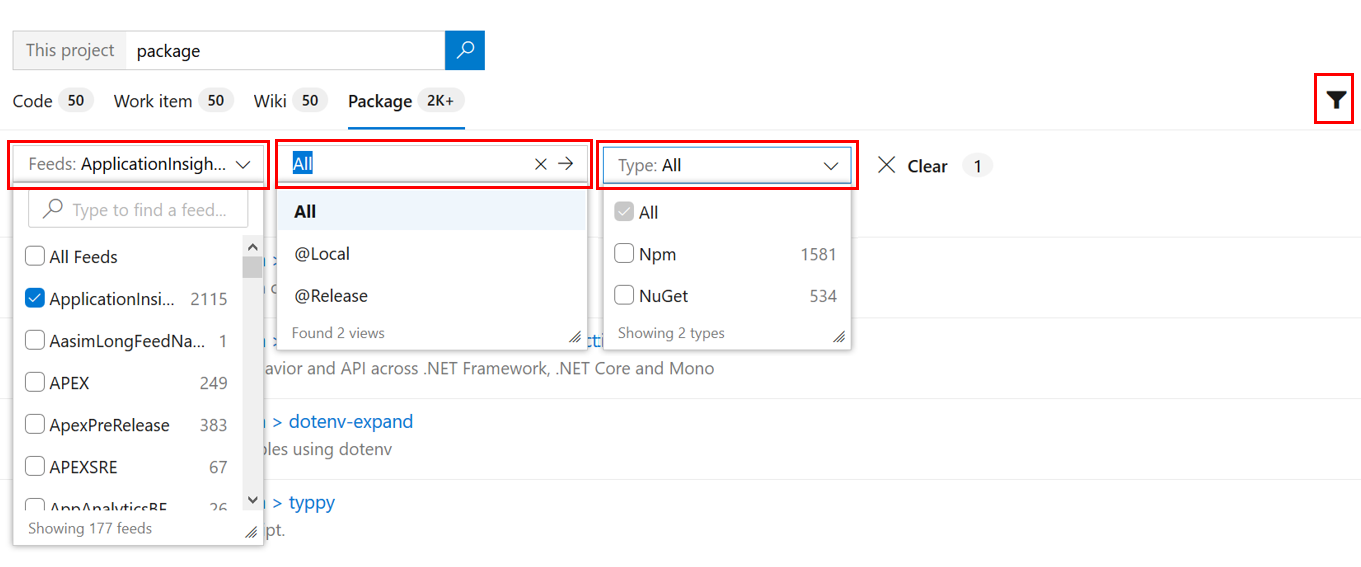 This project package
Code 50 Work item 50 Wiki 50 Package 2K+
Feeds: ApplicationInsigh... All Type: All Clear 1
Type to find a feed...
All Feeds
ApplicationInsi... 2115
AasimLongFeedNa... 1
APEX 249
ApexPreRelease 383
APEXSRE 67
AppAnalyticsBE 26
Showing 177 feeds
All
@Local
@Release
Found 2 views
All
Npm 1581
NuGet 534
Showing 2 types
avior and API across .NET Framework, .NET Core and Mono
> dotenv-expand
bles using dotenv
> typpy
pt.